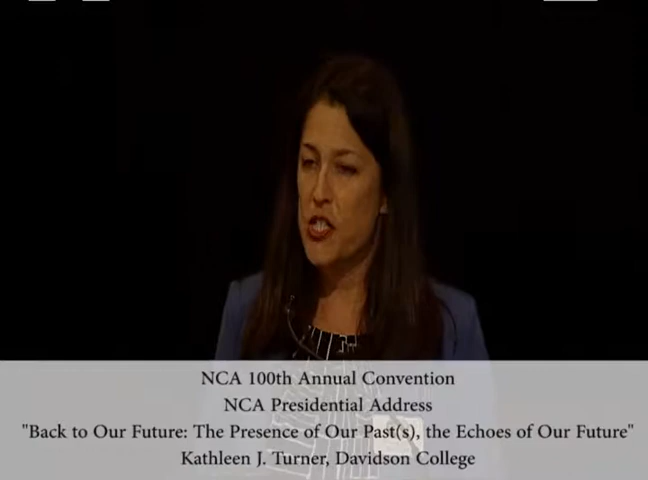 NCA 100th Annual Convention
NCA Presidential Address
"Back to Our Future: The Presence of Our Past(s), the Echoes of Our Future"
Kathleen J. Turner, Davidson College